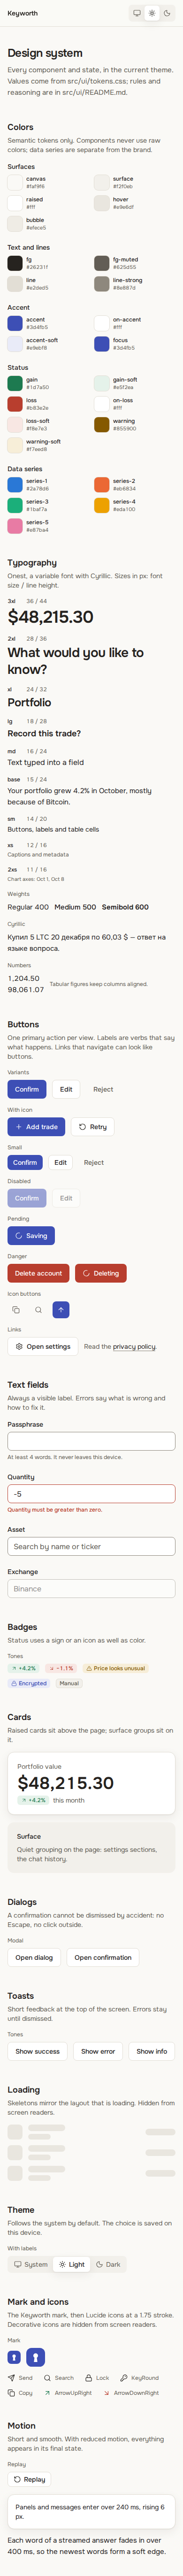 Keyworth
Design system
Every component and state, in the current theme.
Values come from src/ui/tokens.css; rules and
reasoning are in src/ui/README.md.
Colors
Semantic tokens only. Components never use raw
colors; data series are separate from the brand.
Surfaces
canvas
#faf9f6
surface
#f2f0eb
raised
#fff
hover
#e9e6df
bubble
#efece5
Text and lines
fg
#26231f
fg-muted
#625d55
line
#e2ded5
line-strong
#8e887d
Accent
accent
#3d4fb5
on-accent
#fff
accent-soft
#e9ebf8
focus
#3d4fb5
Status
gain
#1d7a50
gain-soft
#e5f2ea
loss
#b83e2e
on-loss
#fff
loss-soft
#f8e7e3
warning
#855900
warning-soft
#f7eed8
Data series
series-1
#2a78d6
series-2
#eb6834
series-3
#1baf7a
series-4
#eda100
series-5
#e87ba4
Typography
Onest, a variable font with Cyrillic. Sizes in px: font
size / line height.
3xl 36 / 44
$48,215.30
2xl 28 / 36
What would you like to
know?
xl 24 / 32
Portfolio
lg 18 / 28
Record this trade?
md 16 / 24
Text typed into a field
base 15 / 24
Your portfolio grew 4.2% in October, mostly
because of Bitcoin.
sm 14 / 20
Buttons, labels and table cells
xs 12 / 16
Captions and metadata
2xs 11 / 16
Chart axes: Oct 1, Oct 8
Weights
Regular 400 Medium 500 Semibold 600
Cyrillic
Купил 5 LTC 20 декабря по 60,03 $ — ответ на
языке вопроса.
Numbers
1,204.50
98,061.07
Tabular figures keep columns aligned.
Buttons
One primary action per view. Labels are verbs that say
what happens. Links that navigate can look like
buttons.
Variants
Confirm Edit Reject
With icon
Add trade Retry
Small
Confirm Edit Reject
Disabled
Confirm Edit
Pending
Saving
Danger
Delete account Deleting
Icon buttons
Links
Open settings Read the privacy policy.
Text fields
Always a visible label. Errors say what is wrong and
how to fix it.
Passphrase
At least 4 words. It never leaves this device.
Quantity
-5
Quantity must be greater than zero.
Asset
Search by name or ticker
Exchange
Binance
Badges
Status uses a sign or an icon as well as color.
Tones
+4.2% −1.1% Price looks unusual
Encrypted Manual
Cards
Raised cards sit above the page; surface groups sit on
it.
Portfolio value
$48,215.30
+4.2% this month
Surface
Quiet grouping on the page: settings sections,
the chat history.
Dialogs
A confirmation cannot be dismissed by accident: no
Escape, no click outside.
Modal
Open dialog Open confirmation
Toasts
Short feedback at the top of the screen. Errors stay
until dismissed.
Tones
Show success Show error Show info
Loading
Skeletons mirror the layout that is loading. Hidden from
screen readers.
Theme
Follows the system by default. The choice is saved on
this device.
With labels
System Light Dark
Mark and icons
The Keyworth mark, then Lucide icons at a 1.75 stroke.
Decorative icons are hidden from screen readers.
Mark
Send Search Lock KeyRound
Copy ArrowUpRight ArrowDownRight
Motion
Short and smooth. With reduced motion, everything
appears in its final state.
Replay
Replay
Panels and messages enter over 240 ms, rising 6
px.
Each word of a streamed answer fades in over
400 ms, so the newest words form a soft edge.